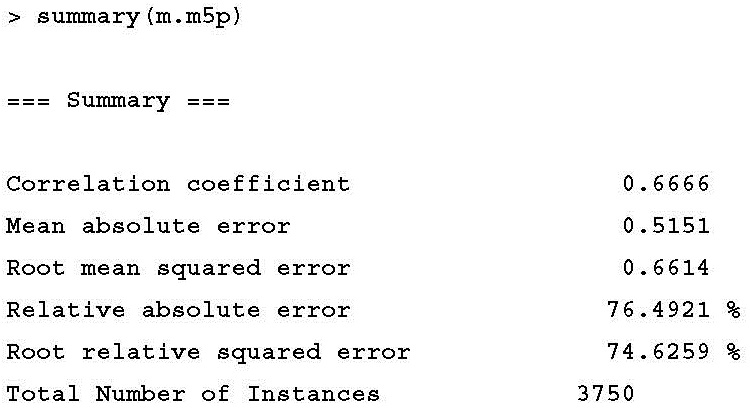 > summary(m.m5p)
=== Summary ===
Correlation coefficient 0.6666
Mean absolute error 0.5151
Root mean squared error 0.6614
Relative absolute error 76.4921 %
Root relative squared error 74.6259 %
Total Number of Instances 3750